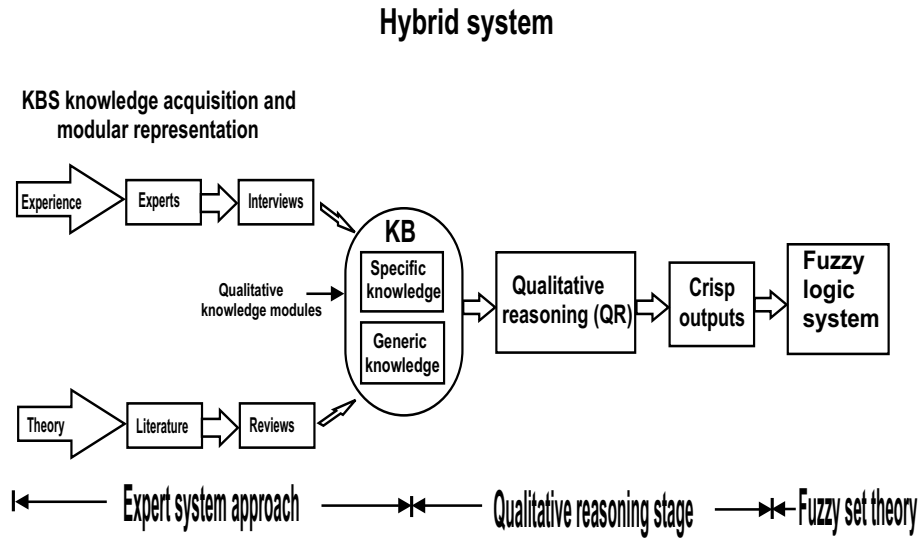 Hybrid system
KBS knowledge acquisition and
modular representation
Experience
Experts
Interviews
KB
Specific
knowledge
Qualitative
knowledge modules
Generic
knowledge
Qualitative
reasoning (QR)
Crisp
outputs
Fuzzy
logic
system
Theory
Literature
Reviews
Expert system approach
Qualitative reasoning stage
Fuzzy set theory